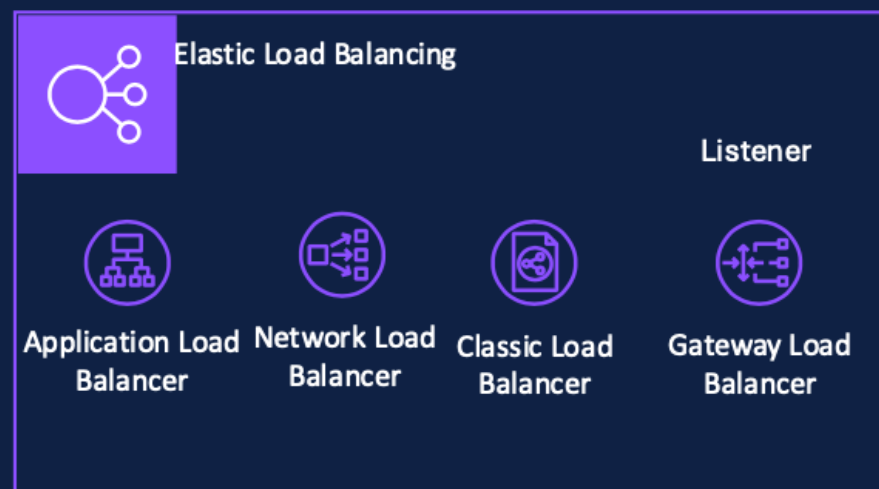 Elastic Load Balancing
Listener
Application Load
Balancer
Network Load
Balancer
Classic Load
Balancer
Gateway Load
Balancer